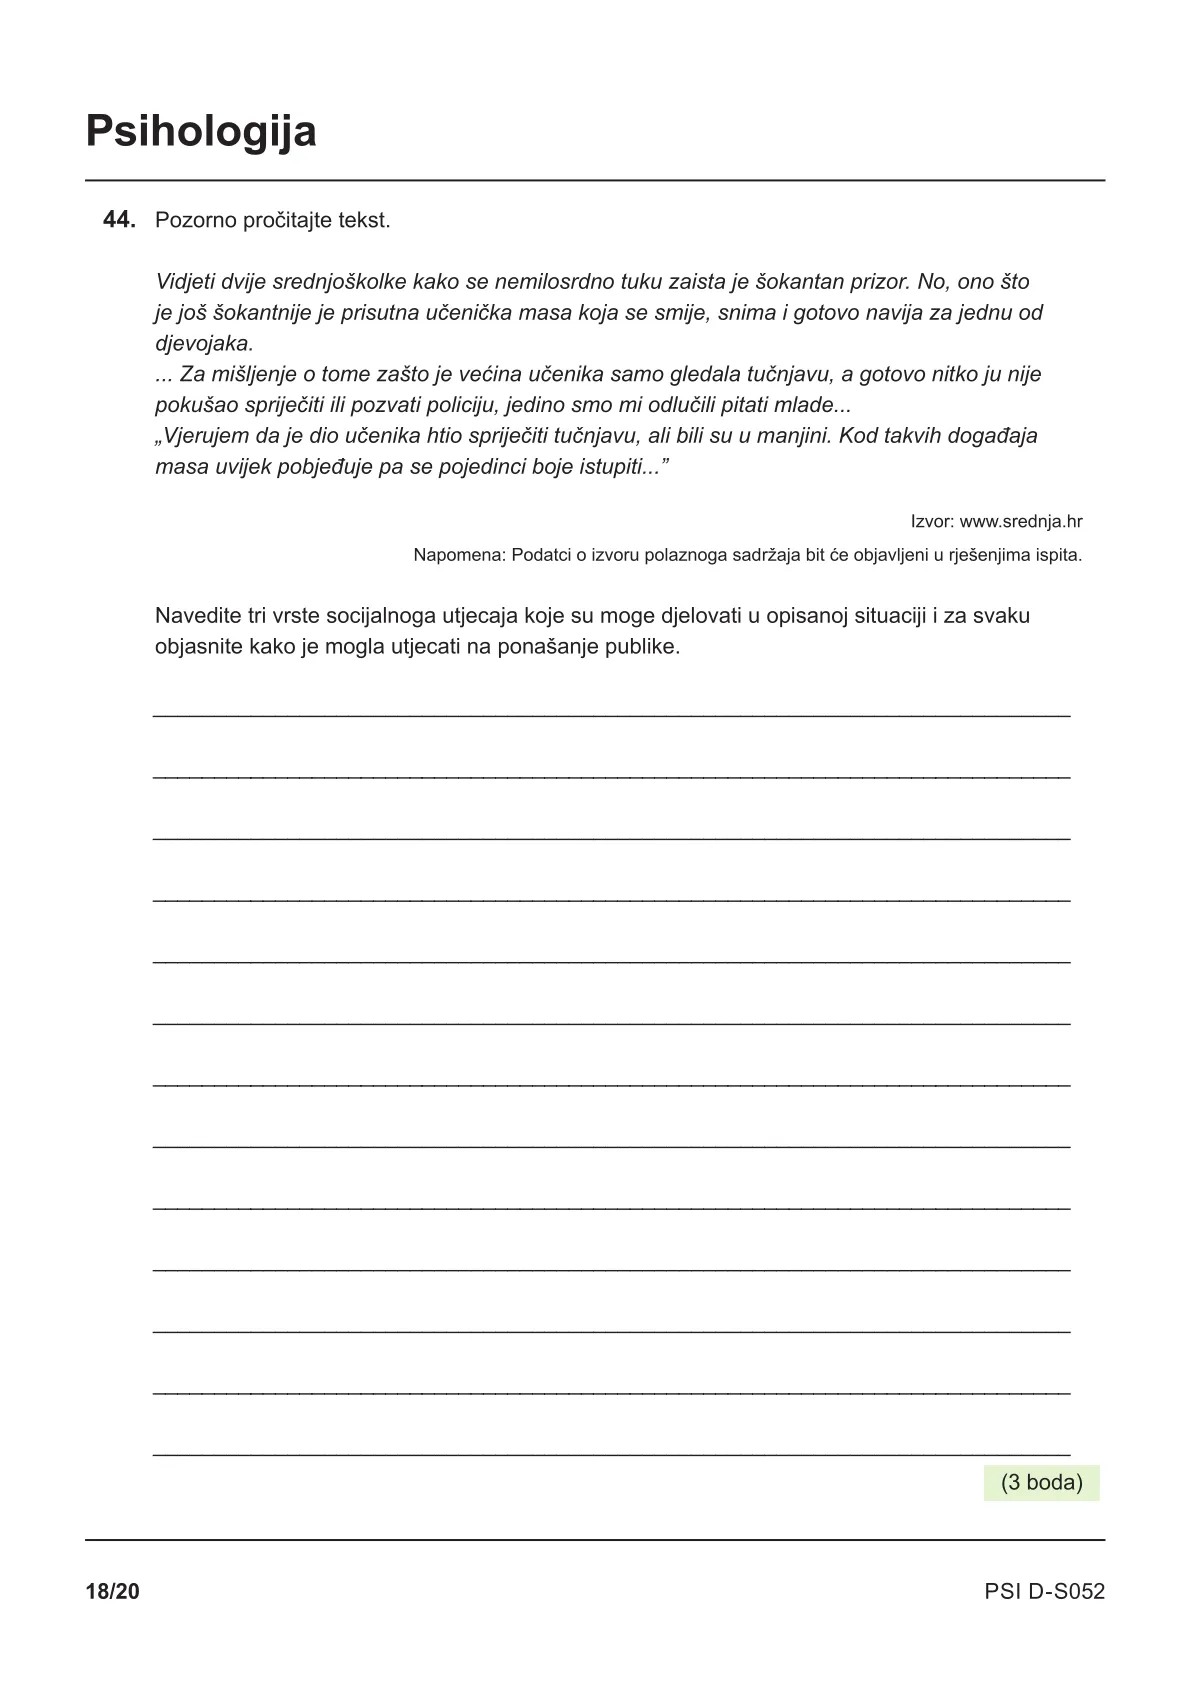 Psihologija
44. Pozorno pročitajte tekst.
Vidjeti dvije srednjoškolke kako se nemilosrdno tuku zaista je šokantan prizor. No, ono što
je još šokantnije je prisutna učenička masa koja se smije, snima i gotovo navija za jednu od
djevojaka.
... Za mišljenje o tome zašto je većina učenika samo gledala tučnjavu, a gotovo nitko ju nije
pokušao spriječiti ili pozvati policiju, jedino smo mi odlučili pitati mlade...
„Vjerujem da je dio učenika htio spriječiti tučnjavu, ali bili su u manjini. Kod takvih događaja
masa uvijek pobjeđuje pa se pojedinci boje istupiti...”
Izvor: www.srednja.hr
Napomena: Podatci o izvoru polaznoga sadržaja bit će objavljeni u rješenjima ispita.
Navedite tri vrste socijalnoga utjecaja koje su moge djelovati u opisanoj situaciji i za svaku
objasnite kako je mogla utjecati na ponašanje publike.
(3 boda)
18/20
PSI D-S052